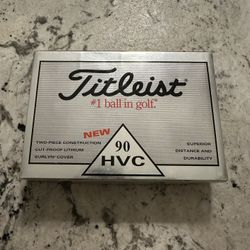 Titleist
#1 ball in golf.
NEW
90
HVC
TWO-PIECE CONSTRUCTION
CUT-PROOF LITHIUM
SURLYN® COVER
SUPERIOR
DISTANCE AND
DURABILITY